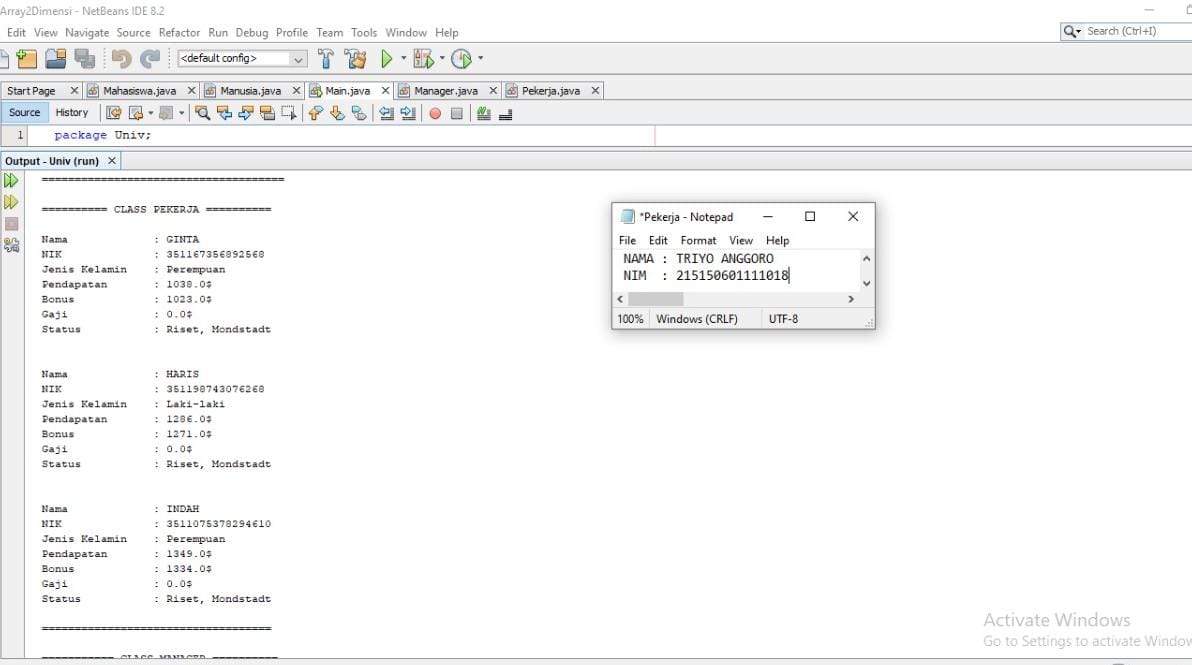 Array2Dimensi - NetBeans IDE 8.2
Edit View Navigate Source Refactor Run Debug Profile Team Tools Window Help
Search (Ctrl+I)
<default config>
Start Page Mahasiswa.java Manusia.java Main.java Manager.java Pekerja.java
Source History
1 package Univ;
Output - Univ (run)
=====================================
========== CLASS PEKERJA ==========
Nama : GINTA
NIK : 351167356892568
Jenis Kelamin : Perempuan
Pendapatan : 1038.0$
Bonus : 1023.0$
Gaji : 0.0$
Status : Riset, Mondstadt
Nama : HARIS
NIK : 351198743076268
Jenis Kelamin : Laki-laki
Pendapatan : 1286.0$
Bonus : 1271.0$
Gaji : 0.0$
Status : Riset, Mondstadt
Nama : INDAH
NIK : 3511075378294610
Jenis Kelamin : Perempuan
Pendapatan : 1349.0$
Bonus : 1334.0$
Gaji : 0.0$
Status : Riset, Mondstadt
===================================
=========== CLASS MANAGER ==========
*Pekerja - Notepad
File Edit Format View Help
NAMA : TRIYO ANGGORO
NIM : 215150601111018
100% Windows (CRLF) UTF-8
Activate Windows
Go to Settings to activate Window